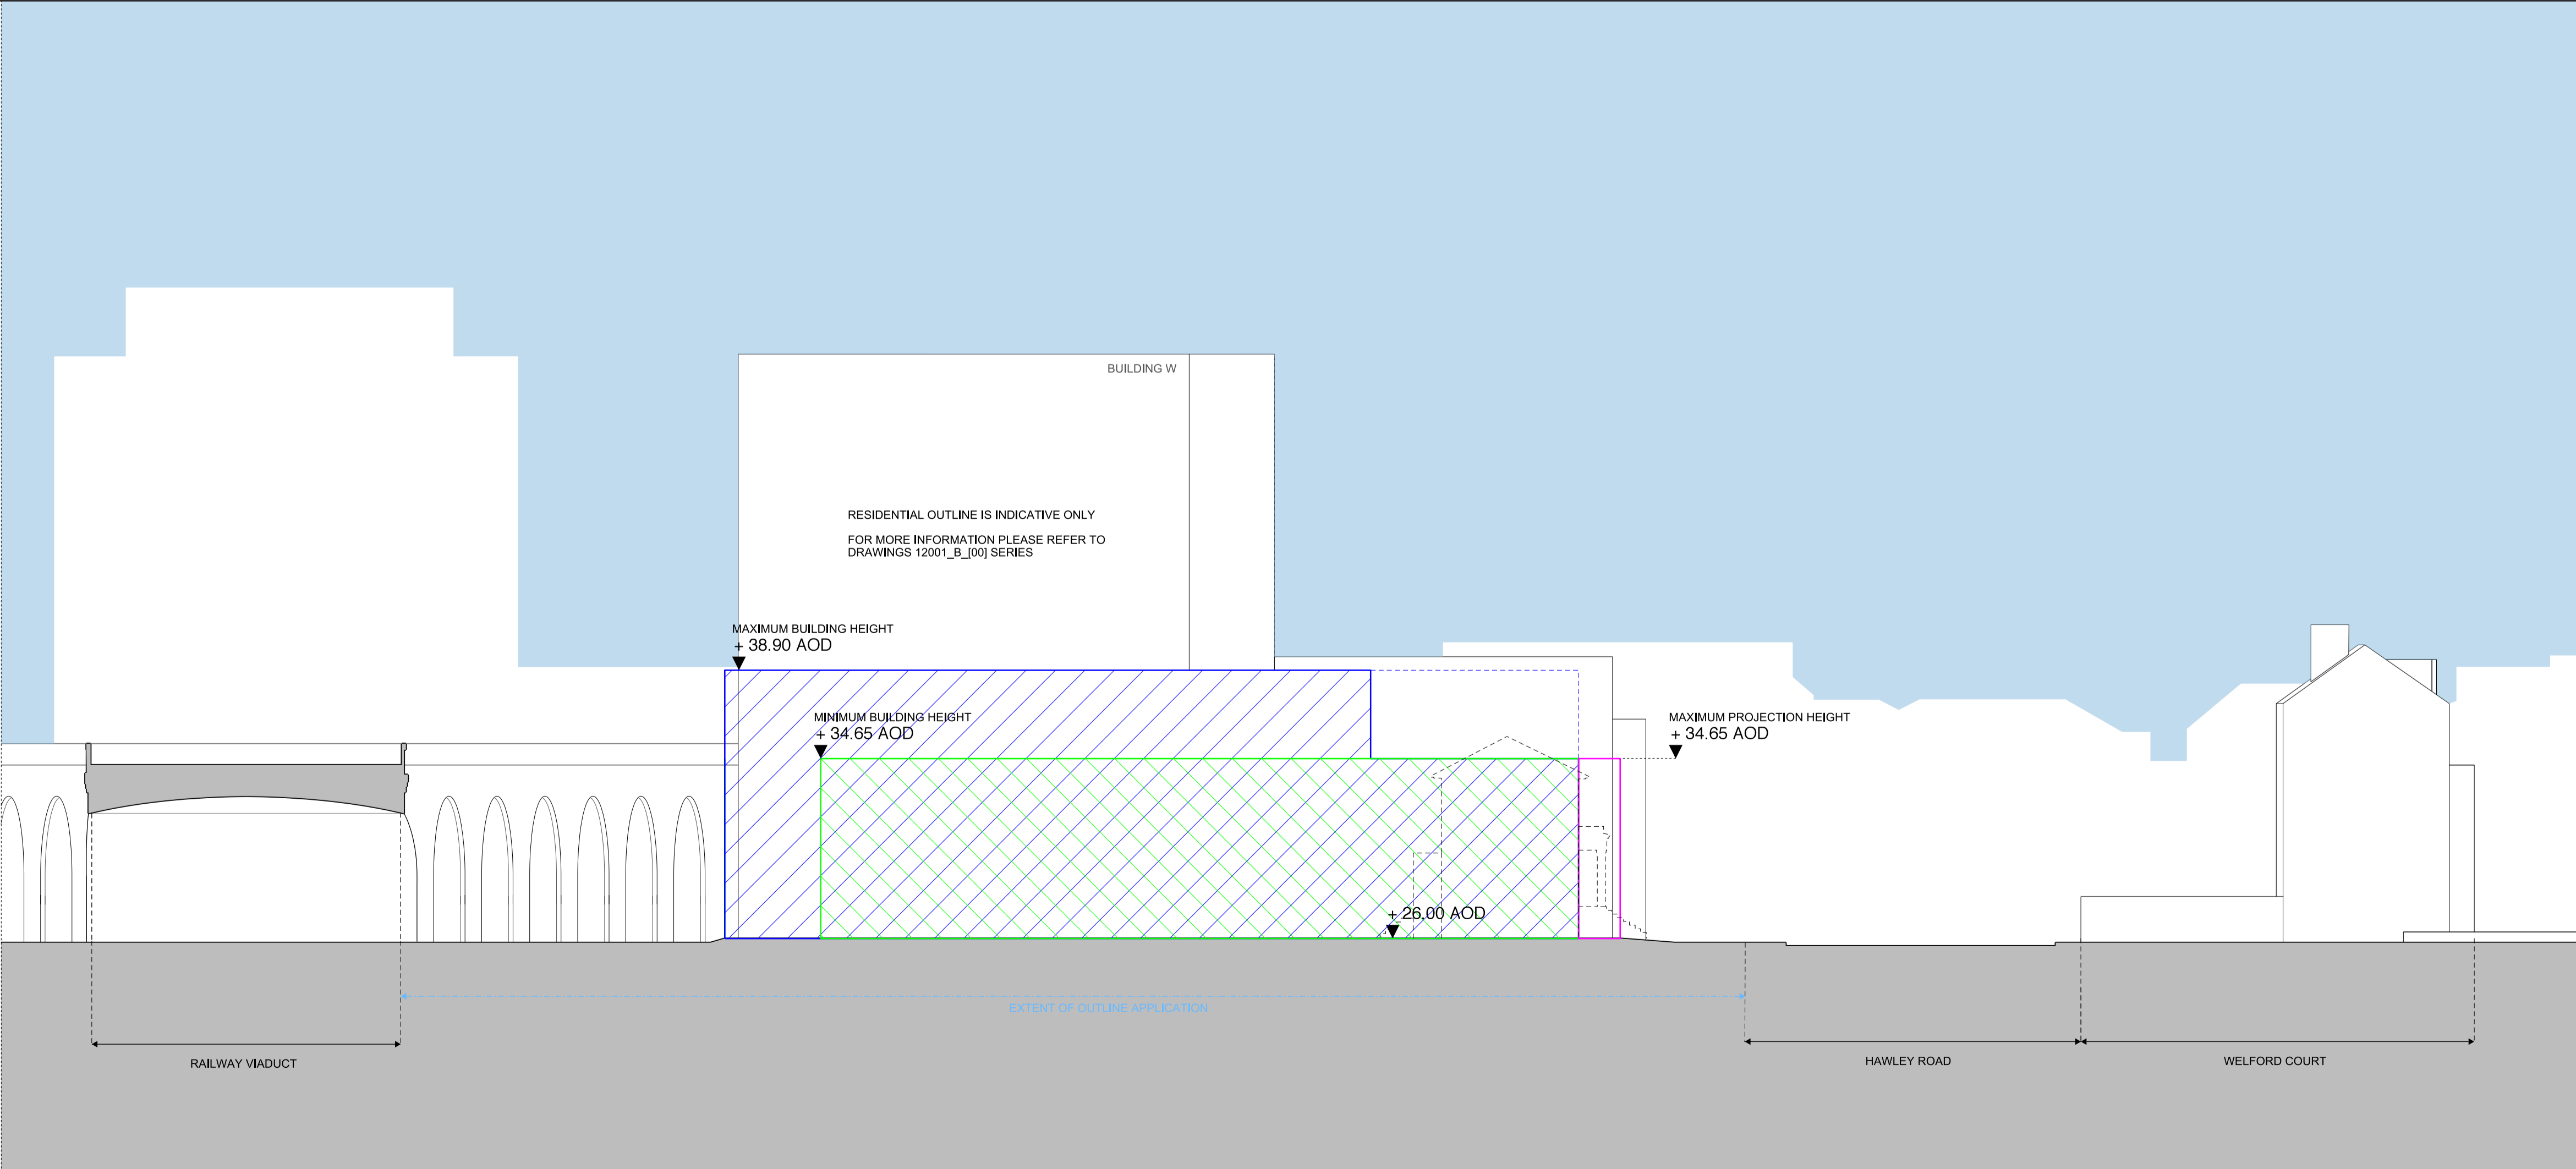 BUILDING W
RESIDENTIAL OUTLINE IS INDICATIVE ONLY
FOR MORE INFORMATION PLEASE REFER TO
DRAWINGS 12001_B_[00] SERIES
MAXIMUM BUILDING HEIGHT
+ 38.90 AOD
MINIMUM BUILDING HEIGHT
+ 34.65 AOD
MAXIMUM PROJECTION HEIGHT
+ 34.65 AOD
+ 26.00 AOD
EXTENT OF OUTLINE APPLICATION
RAILWAY VIADUCT
HAWLEY ROAD
WELFORD COURT